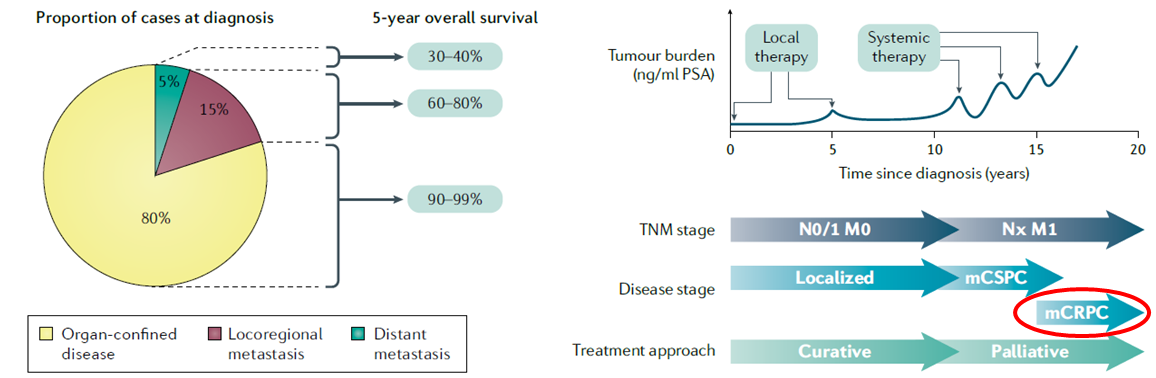 Proportion of cases at diagnosis
5-year overall survival
5%
15%
80%
30–40%
60–80%
90–99%
Organ-confined
disease
Locoregional
metastasis
Distant
metastasis
Tumour burden
(ng/ml PSA)
Local
therapy
Systemic
therapy
0 5 10 15 20
Time since diagnosis (years)
TNM stage
N0/1 M0
Nx M1
Disease stage
Localized
mCSPC
mCRPC
Treatment approach
Curative
Palliative